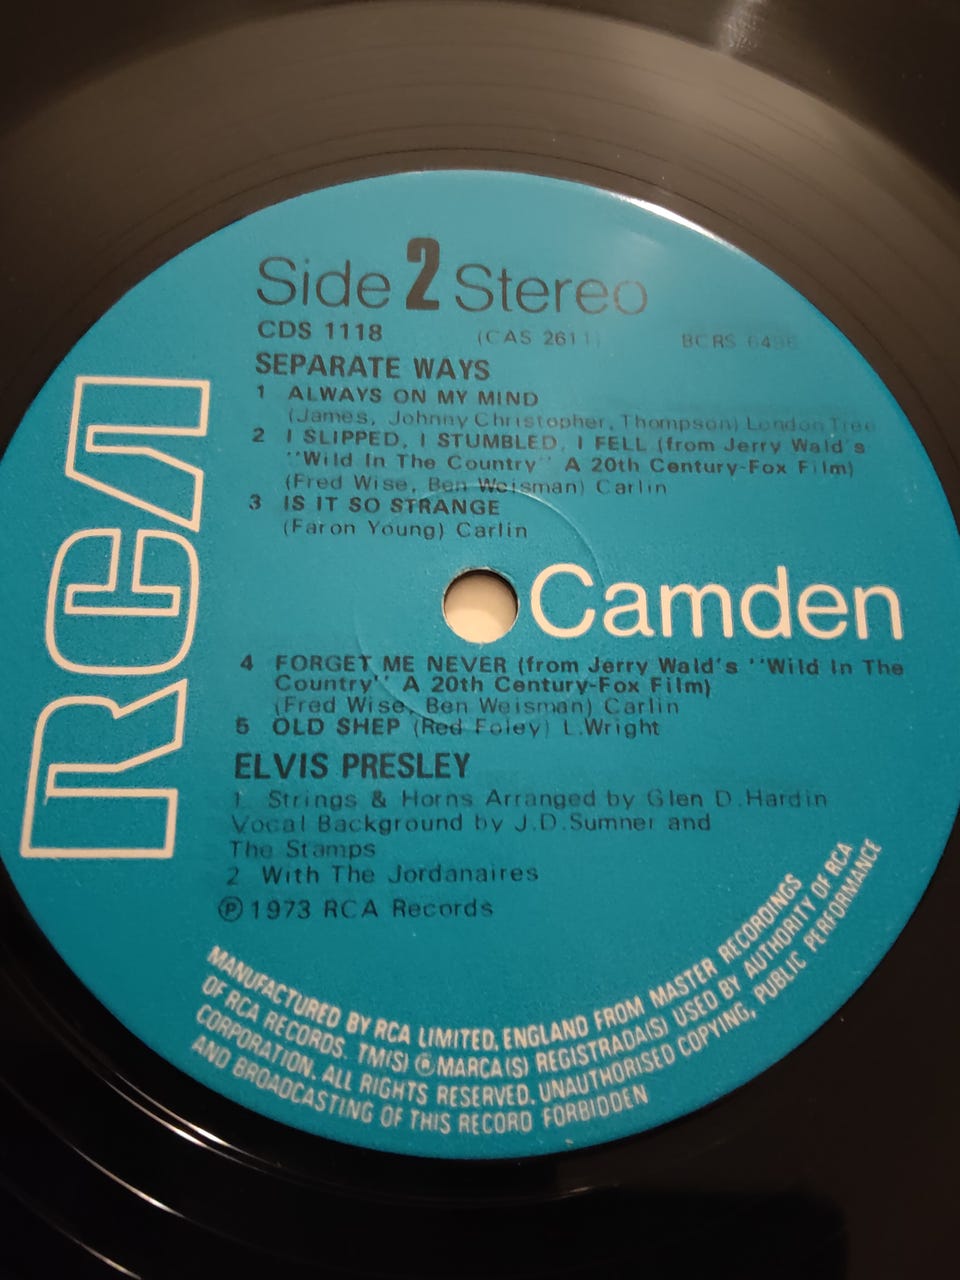 Side 2 Stereo
CDS 1118 (CAS 2611) BCRS
SEPARATE WAYS
1 ALWAYS ON MY MIND
(James, Johnny Christopher, Thompson) London Tree
2 I SLIPPED, I STUMBLED, I FELL (from Jerry Wald's
''Wild In The Country'' A 20th Century-Fox Film)
(Fred Wise, Ben Weisman) Carlin
3 IS IT SO STRANGE
(Faron Young) Carlin
RCA
Camden
4 FORGET ME NEVER (from Jerry Wald's ''Wild In The
Country'' A 20th Century-Fox Film)
(Fred Wise, Ben Weisman) Carlin
5 OLD SHEP (Red Foley) L.Wright
ELVIS PRESLEY
1. Strings & Horns Arranged by Glen D.Hardin
Vocal Background by J.D.Sumner and
The Stamps
2 With The Jordanaires
Ⓟ 1973 RCA Records
MANUFACTURED BY RCA LIMITED, ENGLAND FROM MASTER RECORDINGS
OF RCA RECORDS. TM(S) ® MARCA(S) REGISTRADA(S) USED BY AUTHORITY OF RCA
CORPORATION. ALL RIGHTS RESERVED. UNAUTHORISED COPYING, PUBLIC PERFORMANCE
AND BROADCASTING OF THIS RECORD FORBIDDEN